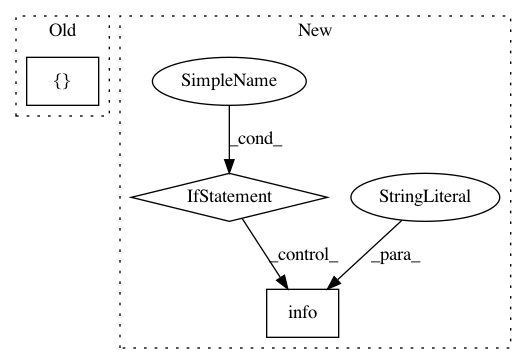 Old
New
{}
SimpleName
_cond_
IfStatement
StringLiteral
_control_
_para_
info